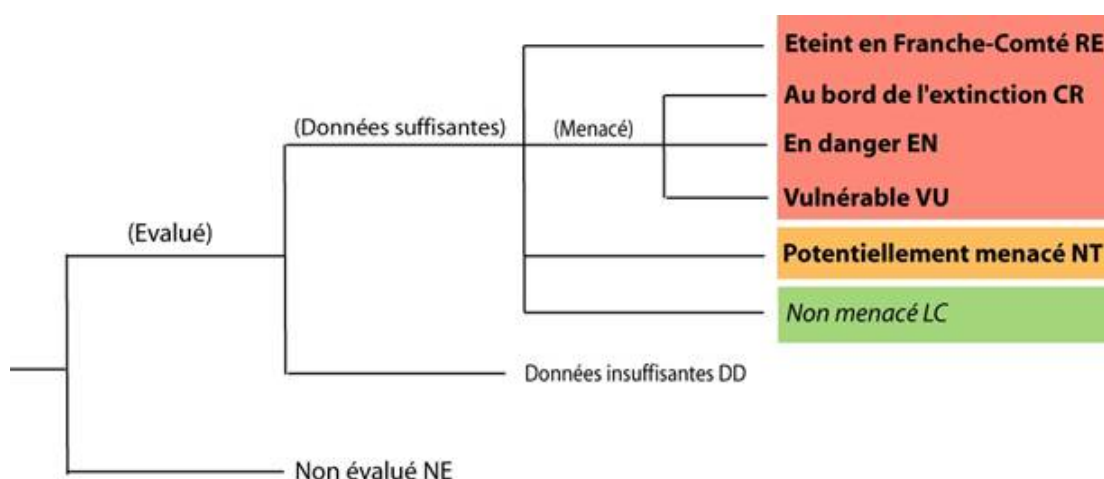 Eteint en Franche-Comté RE
Au bord de l'extinction CR
(Données suffisantes)
(Menacé)
En danger EN
Vulnérable VU
(Evalué)
Potentiellement menacé NT
Non menacé LC
Données insuffisantes DD
Non évalué NE